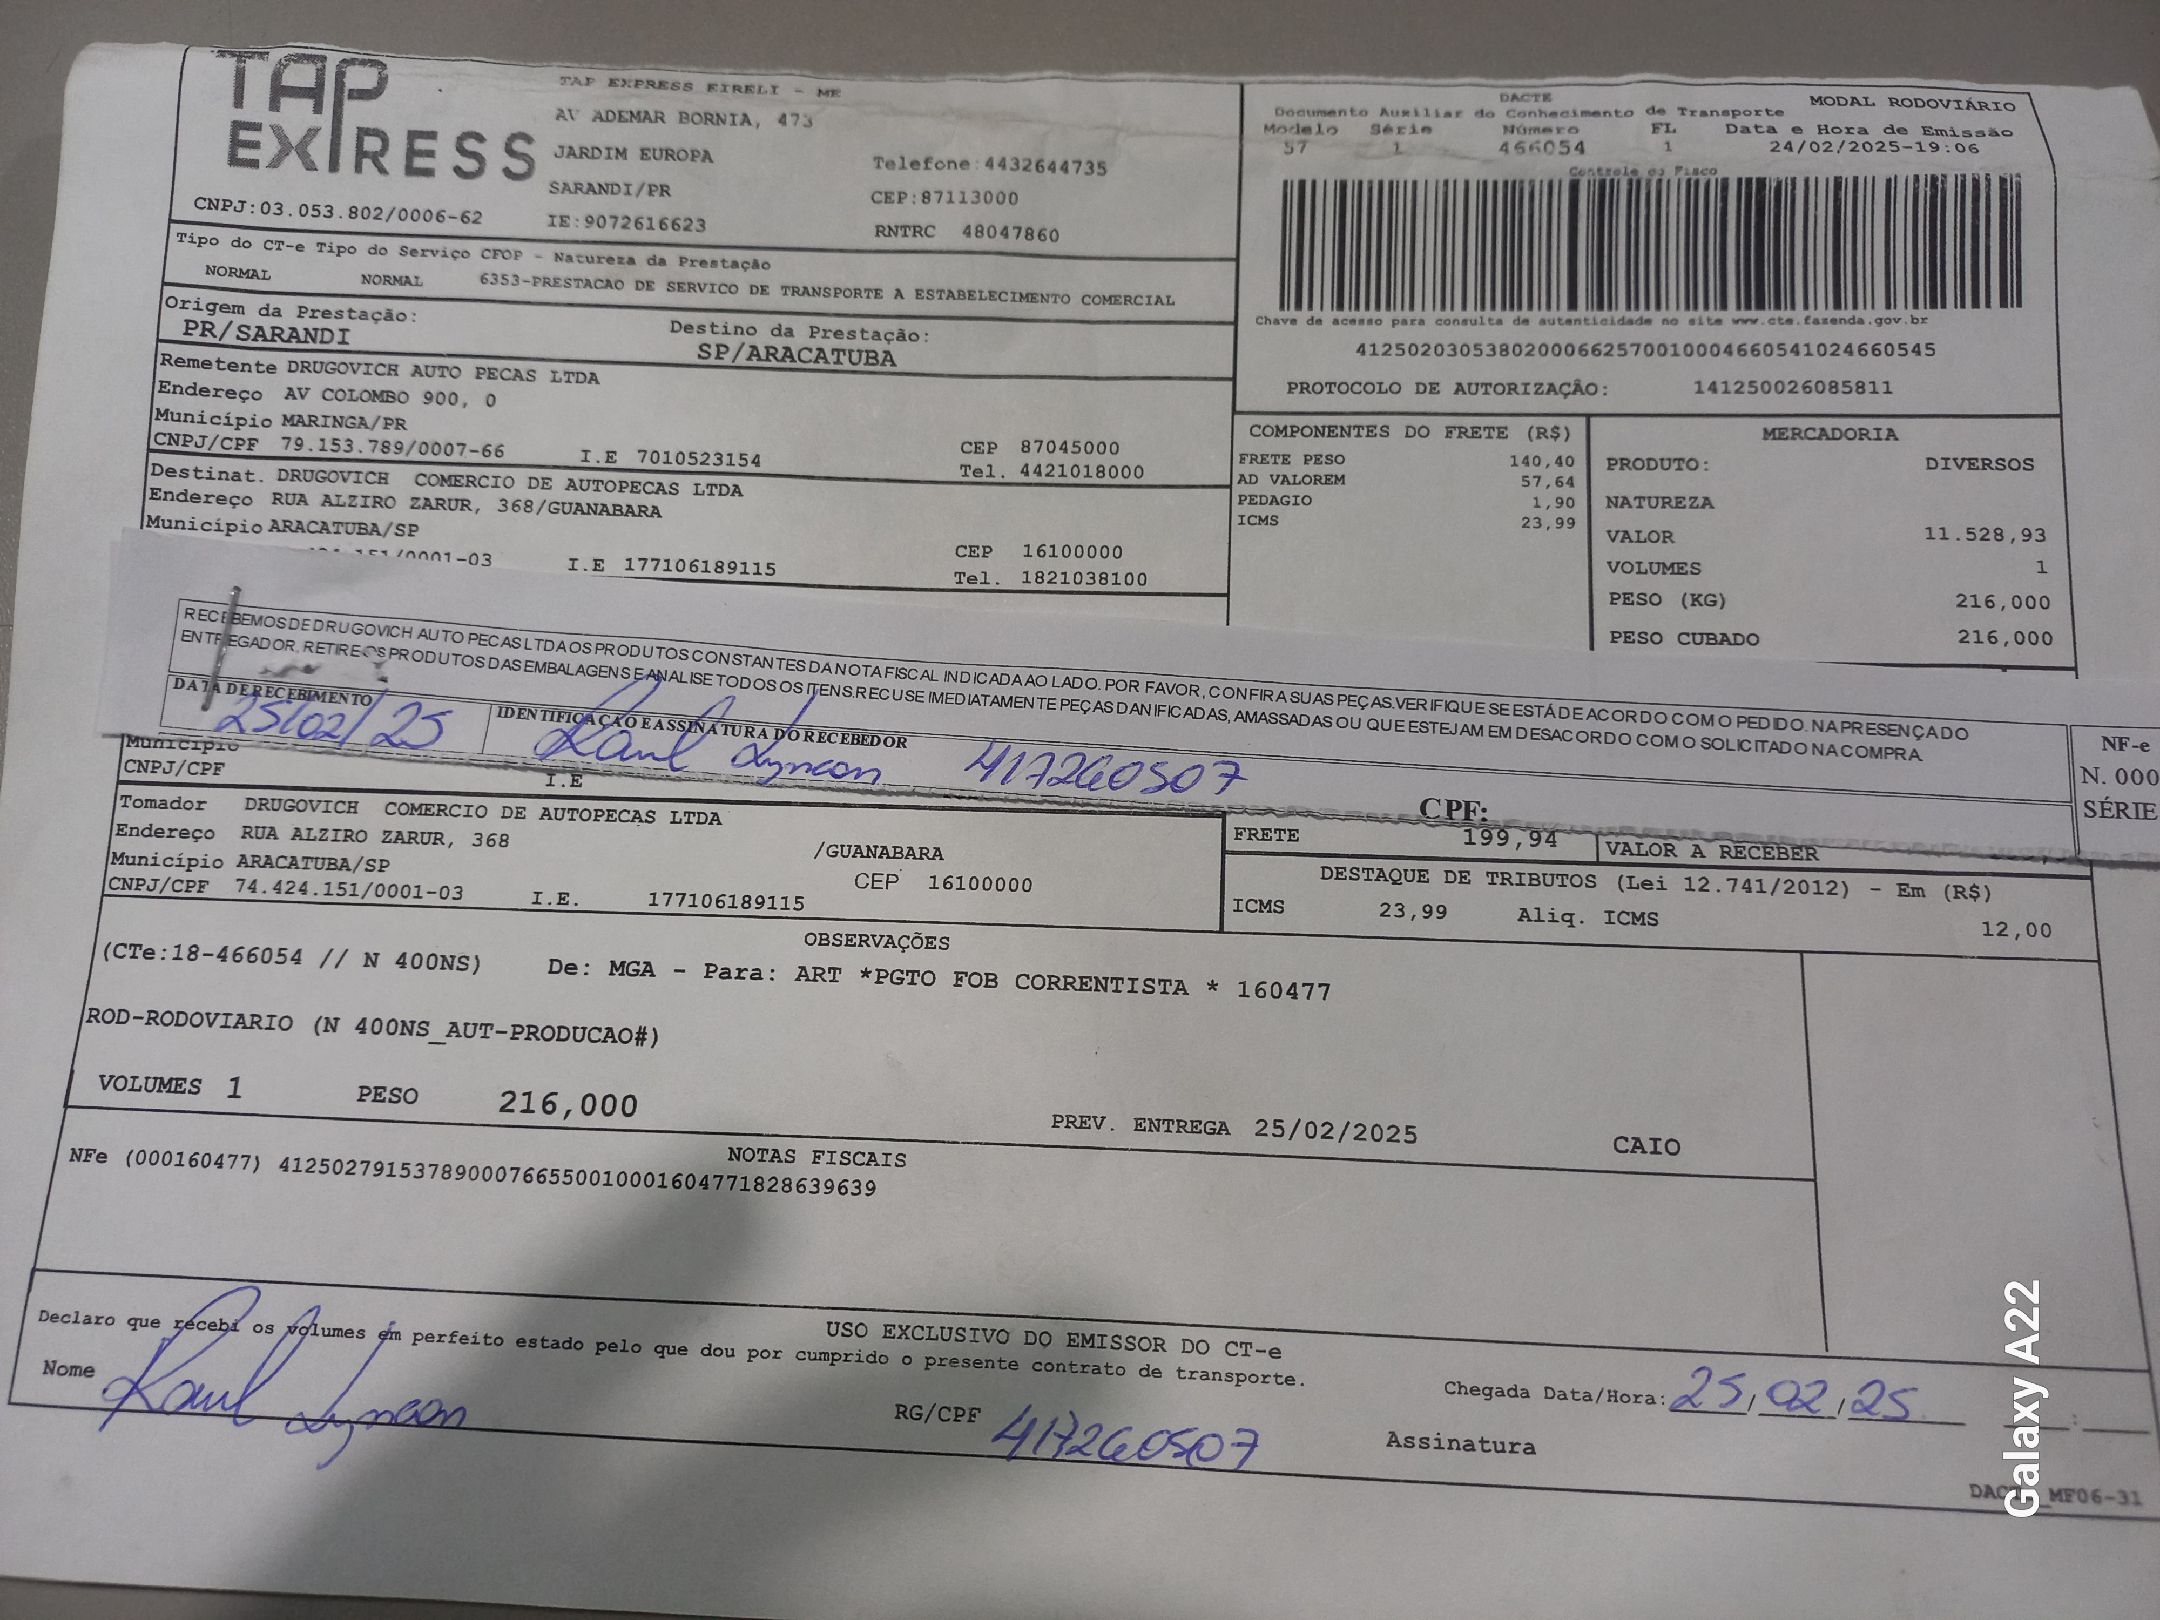 TAP
EXPRESS
CNPJ:03.053.802/0006-62
TAP EXPRESS EIRELI - ME
AV ADEMAR BORNIA, 473
JARDIM EUROPA
SARANDI/PR
IE:9072616623
Telefone:4432644735
CEP:87113000
RNTRC 48047860
DACTE
Documento Auxiliar do Conhecimento de Transporte
MODAL RODOVIÁRIO
Modelo Série Número FL Data e Hora de Emissão
57 1 466054 1 24/02/2025-19:06
Controle do Fisco
Chave de acesso para consulta de autenticidade no site www.cte.fazenda.gov.br
41250203053802000662570010004660541024660545
PROTOCOLO DE AUTORIZAÇÃO: 141250026085811
Tipo do CT-e Tipo do Serviço CFOP - Natureza da Prestação
NORMAL NORMAL 6353-PRESTACAO DE SERVICO DE TRANSPORTE A ESTABELECIMENTO COMERCIAL
Origem da Prestação: Destino da Prestação:
PR/SARANDI SP/ARACATUBA
Remetente DRUGOVICH AUTO PECAS LTDA
Endereço AV COLOMBO 900, 0
Município MARINGA/PR
CEP 87045000
CNPJ/CPF 79.153.789/0007-66 I.E 7010523154 Tel. 4421018000
Destinat. DRUGOVICH COMERCIO DE AUTOPECAS LTDA
Endereço RUA ALZIRO ZARUR, 368/GUANABARA
Município ARACATUBA/SP
CEP 16100000
/0001-03 I.E 177106189115 Tel. 1821038100
COMPONENTES DO FRETE (R$)
FRETE PESO 140,40
AD VALOREM 57,64
PEDAGIO 1,90
ICMS 23,99
MERCADORIA
PRODUTO: DIVERSOS
NATUREZA
VALOR 11.528,93
VOLUMES 1
PESO (KG) 216,000
PESO CUBADO 216,000
RECEBEMOS DE DRUGOVICH AUTO PECAS LTDA OS PRODUTOS CONSTANTES DA NOTA FISCAL INDICADA AO LADO. POR FAVOR, CONFIRA SUAS PEÇAS.VERIFIQUE SE ESTÁ DE ACORDO COM O PEDIDO. NA PRESENÇA DO
ENTREGADOR, RETIRE OS PRODUTOS DAS EMBALAGENS E ANALISE TODOS OS ITENS.RECUSE IMEDIATAMENTE PEÇAS DANIFICADAS, AMASSADAS OU QUE ESTEJAM EM DESACORDO COM O SOLICITADO NA COMPRA.
DATA DE RECEBIMENTO IDENTIFICAÇÃO E ASSINATURA DO RECEBEDOR
25/02/25 Raul Lyncon 417260507
CPF:
NF-e
N. 000
SÉRIE
Município
CNPJ/CPF I.E
Tomador DRUGOVICH COMERCIO DE AUTOPECAS LTDA
Endereço RUA ALZIRO ZARUR, 368 /GUANABARA
Município ARACATUBA/SP CEP 16100000
CNPJ/CPF 74.424.151/0001-03 I.E. 177106189115
FRETE 199,94 VALOR A RECEBER
DESTAQUE DE TRIBUTOS (Lei 12.741/2012) - Em (R$)
ICMS 23,99 Aliq. ICMS 12,00
OBSERVAÇÕES
(CTe:18-466054 // N 400NS) De: MGA - Para: ART *PGTO FOB CORRENTISTA * 160477
ROD-RODOVIARIO (N 400NS_AUT-PRODUCAO#)
VOLUMES 1 PESO 216,000 PREV. ENTREGA 25/02/2025 CAIO
NOTAS FISCAIS
NFe (000160477) 41250279153789000766550010001604771828639639
USO EXCLUSIVO DO EMISSOR DO CT-e
Declaro que recebi os volumes em perfeito estado pelo que dou por cumprido o presente contrato de transporte.
Nome Raul Lyncon RG/CPF 417260507 Chegada Data/Hora: 25/02/25 :
Assinatura
DACT_MF06-31
Galaxy A22